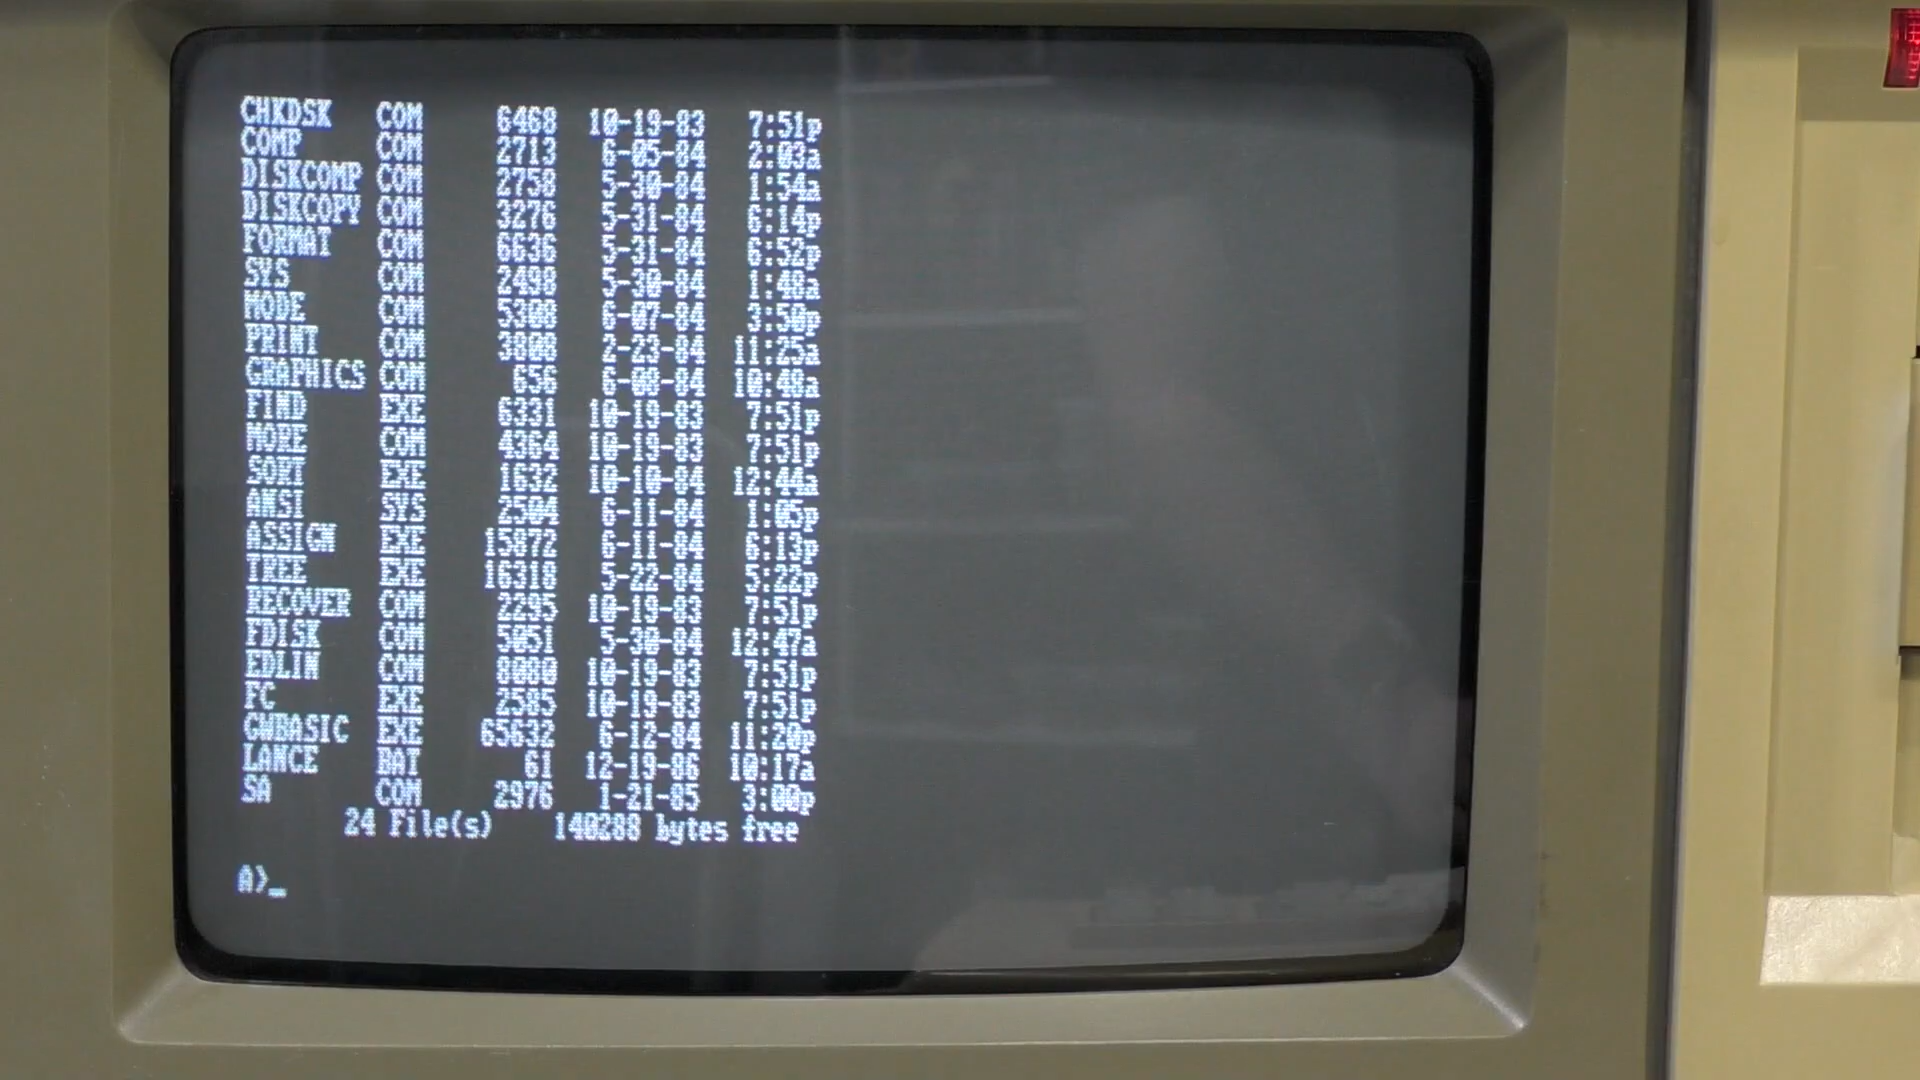 CHKDSK COM 6468 10-19-83 7:51p
COMP COM 2713 6-05-84 2:03a
DISKCOMP COM 2758 5-30-84 1:54a
DISKCOPY COM 3276 5-31-84 6:14p
FORMAT COM 6636 5-31-84 6:52p
SYS COM 2498 5-30-84 1:48a
MODE COM 5308 6-07-84 3:50p
PRINT COM 3808 2-23-84 11:25a
GRAPHICS COM 656 6-08-84 10:48a
FIND EXE 6331 10-19-83 7:51p
MORE COM 4364 10-19-83 7:51p
SORT EXE 1632 10-10-84 12:44a
ANSI SYS 2504 6-11-84 1:05p
ASSIGN EXE 15872 6-11-84 6:13p
TREE EXE 16318 5-22-84 5:22p
RECOVER COM 2295 10-19-83 7:51p
FDISK COM 5051 5-30-84 12:47a
EDLIN COM 8080 10-19-83 7:51p
FC EXE 2585 10-19-83 7:51p
GWBASIC EXE 65632 6-12-84 11:20p
LANCE BAT 61 12-19-86 10:17a
SA COM 2976 1-21-85 3:00p
24 File(s) 140288 bytes free
A>_